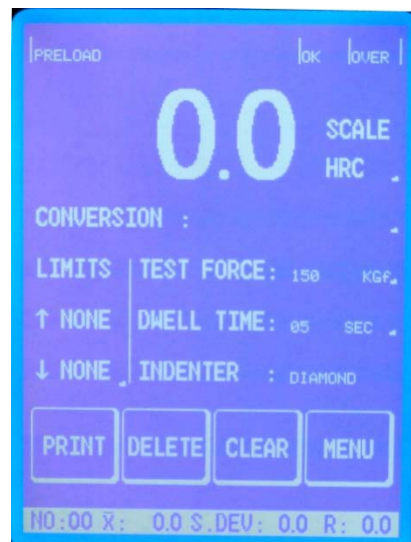 PRELOAD OK OVER
0.0 SCALE
HRC
CONVERSION :
LIMITS TEST FORCE: 150 KGf
↑ NONE DWELL TIME: 05 SEC
↓ NONE INDENTER : DIAMOND
PRINT DELETE CLEAR MENU
NO:00 X̅: 0.0 S.DEV: 0.0 R: 0.0